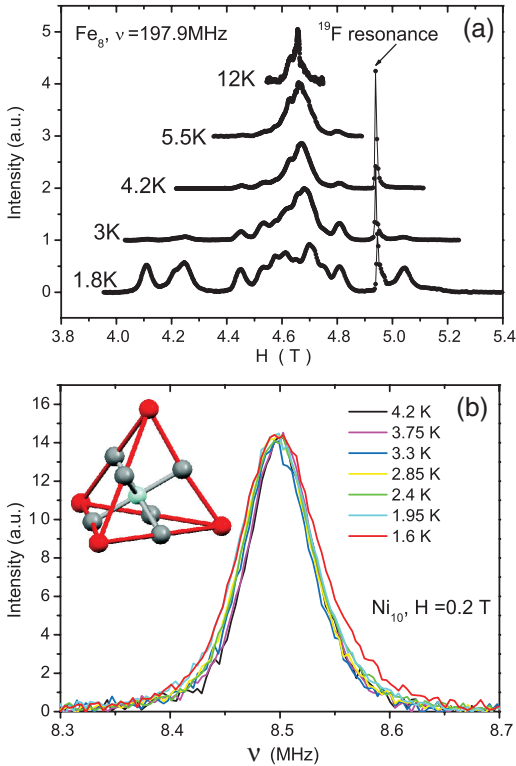 (a)
Fe₈, ν=197.9MHz
¹⁹F resonance
12K
5.5K
4.2K
3K
1.8K
Intensity (a.u.)
5
4
3
2
1
0
3.8 4.0 4.2 4.4 4.6 4.8 5.0 5.2 5.4
H ( T )
(b)
4.2 K
3.75 K
3.3 K
2.85 K
2.4 K
1.95 K
1.6 K
Ni₁₀, H =0.2 T
Intensity (a.u.)
16
14
12
10
8
6
4
2
0
8.3 8.4 8.5 8.6 8.7
ν (MHz)